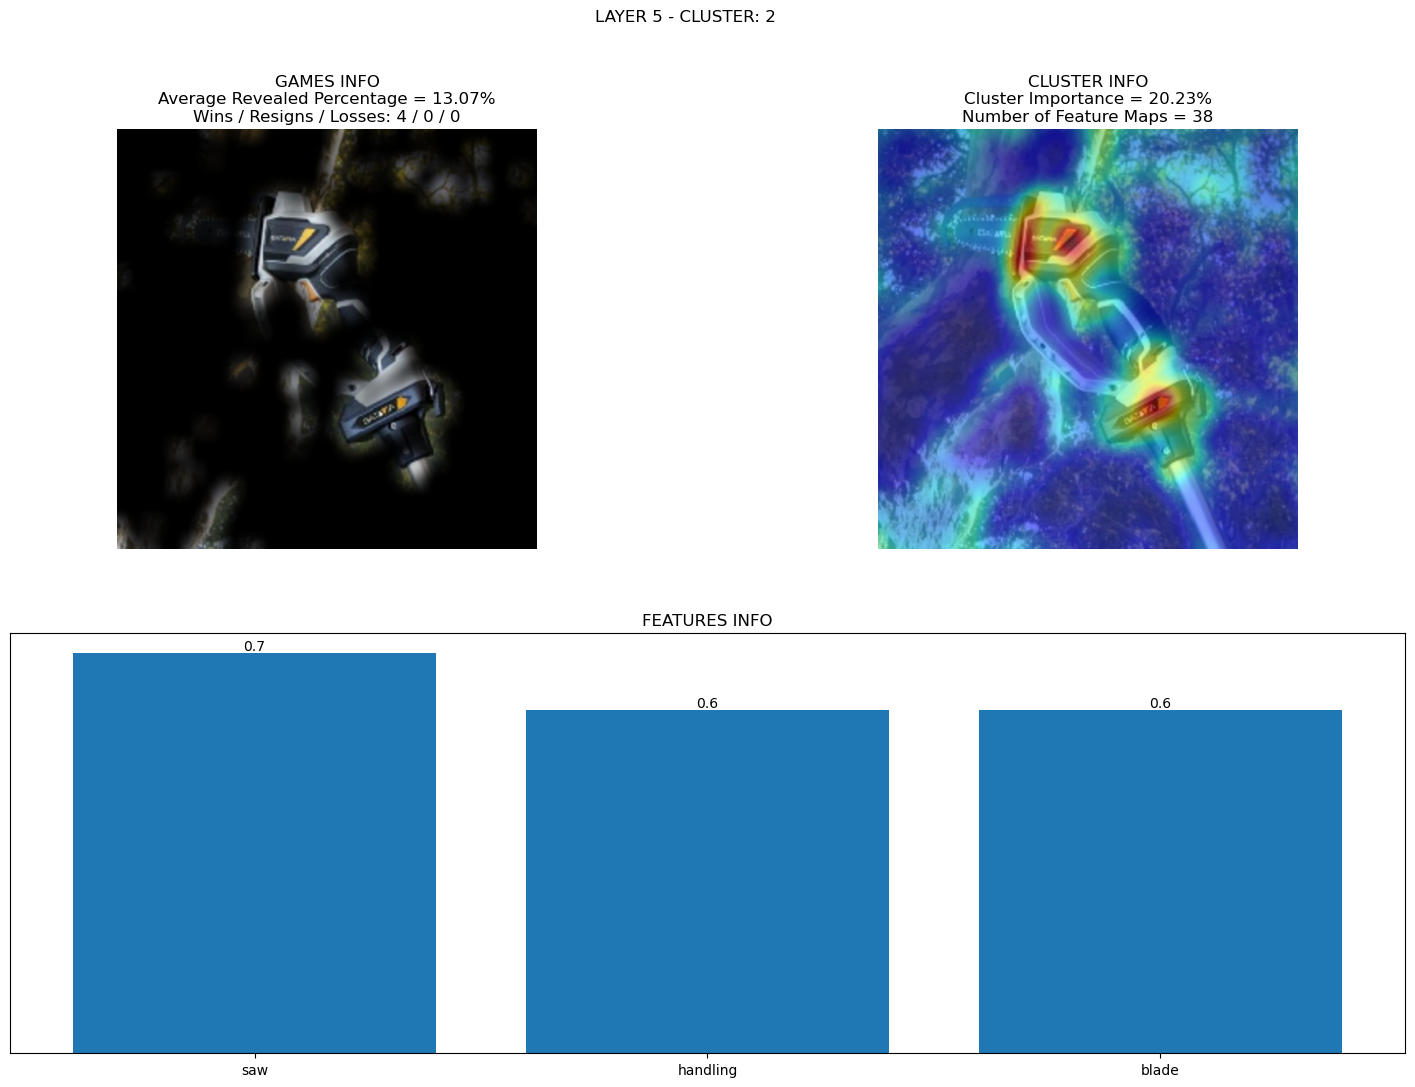 LAYER 5 - CLUSTER: 2
GAMES INFO
Average Revealed Percentage = 13.07%
Wins / Resigns / Losses: 4 / 0 / 0
CLUSTER INFO
Cluster Importance = 20.23%
Number of Feature Maps = 38
FEATURES INFO
0.7
0.6
0.6
saw
handling
blade